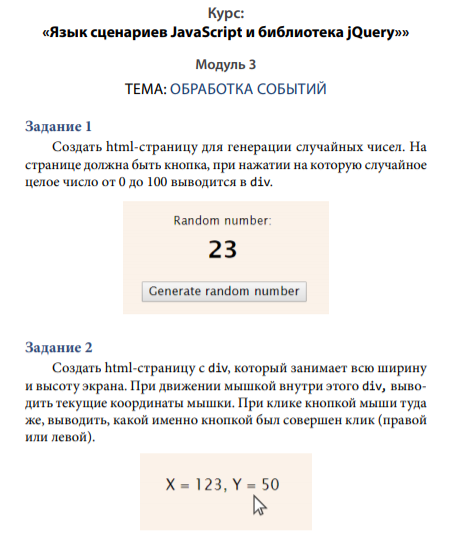 Курс:
«Язык сценариев JavaScript и библиотека jQuery»»
Модуль 3
ТЕМА: ОБРАБОТКА СОБЫТИЙ
Задание 1
Создать html-страницу для генерации случайных чисел. На
странице должна быть кнопка, при нажатии на которую случайное
целое число от 0 до 100 выводится в div.
Random number:
23
Generate random number
Задание 2
Создать html-страницу с div, который занимает всю ширину
и высоту экрана. При движении мышкой внутри этого div, выво-
дить текущие координаты мышки. При клике кнопкой мыши туда
же, выводить, какой именно кнопкой был совершен клик (правой
или левой).
X = 123, Y = 50